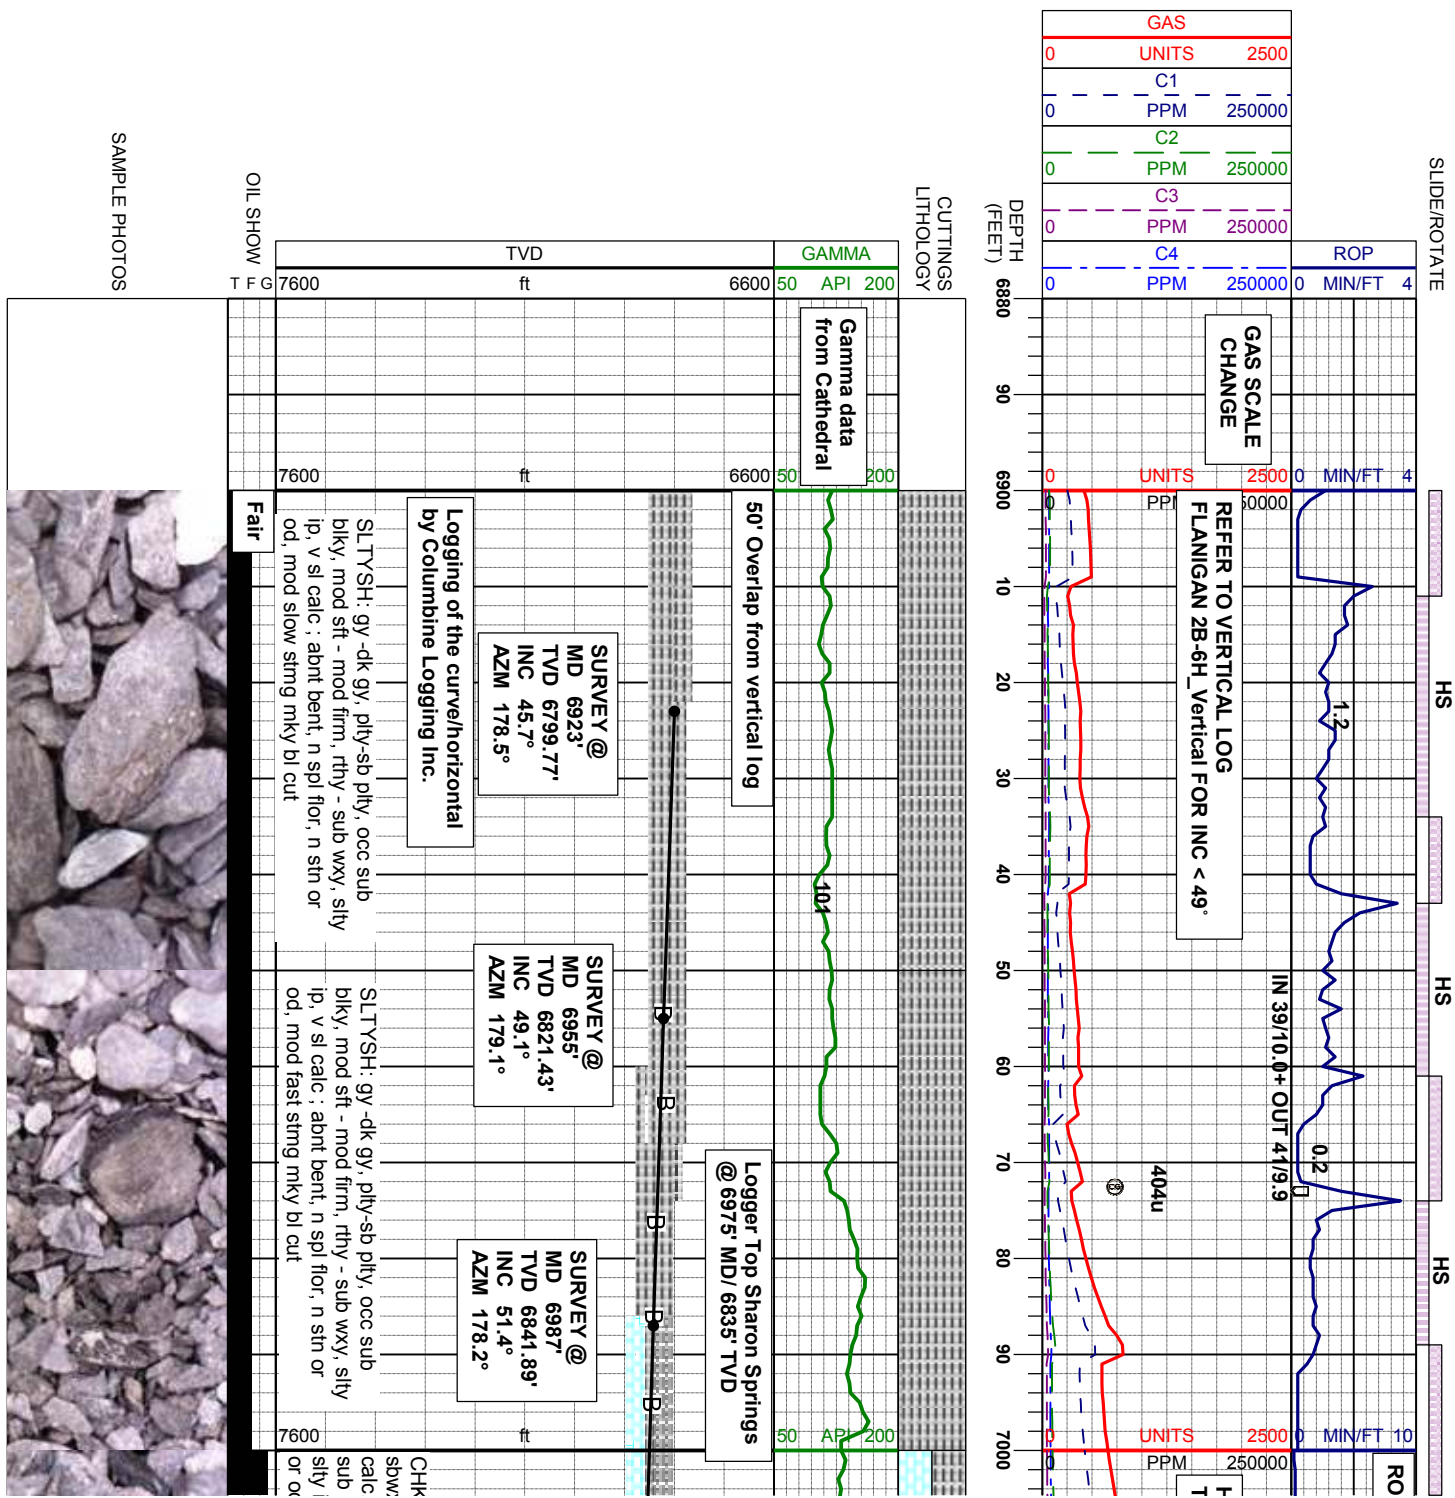 SLIDE/ROTATE
HS
HS
HS
ROP
0 MIN/FT 4
0 MIN/FT 4
0 MIN/FT 10
RO
1.2
0.2
IN 39/10.0+ OUT 41/9.9
GAS
0 UNITS 2500
C1
0 PPM 250000
C2
0 PPM 250000
C3
0 PPM 250000
C4
0 PPM 250000
GAS SCALE
CHANGE
0 UNITS 2500
REFER TO VERTICAL LOG
FLANIGAN 2B-6H_Vertical FOR INC < 49°
404u
UNITS 2500
0 PPM 250000
DEPTH
(FEET)
6880
90
6900
10
20
30
40
50
60
70
80
90
7000
CUTTINGS
LITHOLOGY
GAMMA
50 API 200
Gamma data
from Cathedral
50 200
101
50 API 200
TVD
7600 ft 6600
7600 ft 6600
50' Overlap from vertical log
Logger Top Sharon Springs
@ 6975' MD/ 6835' TVD
B
B
B
B
B
SURVEY @
MD 6923'
TVD 6799.77'
INC 45.7°
AZM 178.5°
SURVEY @
MD 6955'
TVD 6821.43'
INC 49.1°
AZM 179.1°
SURVEY @
MD 6987'
TVD 6841.89'
INC 51.4°
AZM 178.2°
Logging of the curve/horizontal
by Columbine Logging Inc.
SLTYSH: gy -dk gy, plty-sb plty, occ sub
blky, mod sft - mod firm, rthy - sub wxy, slty
ip, v sl calc ; abnt bent, n spl flor, n stn or
od, mod slow stmg mky bl cut
SLTYSH: gy -dk gy, plty-sb plty, occ sub
blky, mod sft - mod firm, rthy - sub wxy, slty
ip, v sl calc ; abnt bent, n spl flor, n stn or
od, mod fast stmg mky bl cut
7600 ft
CHK
sbwx
calc
sub
slty i
or o
OIL SHOW
T F G
Fair
SAMPLE PHOTOS